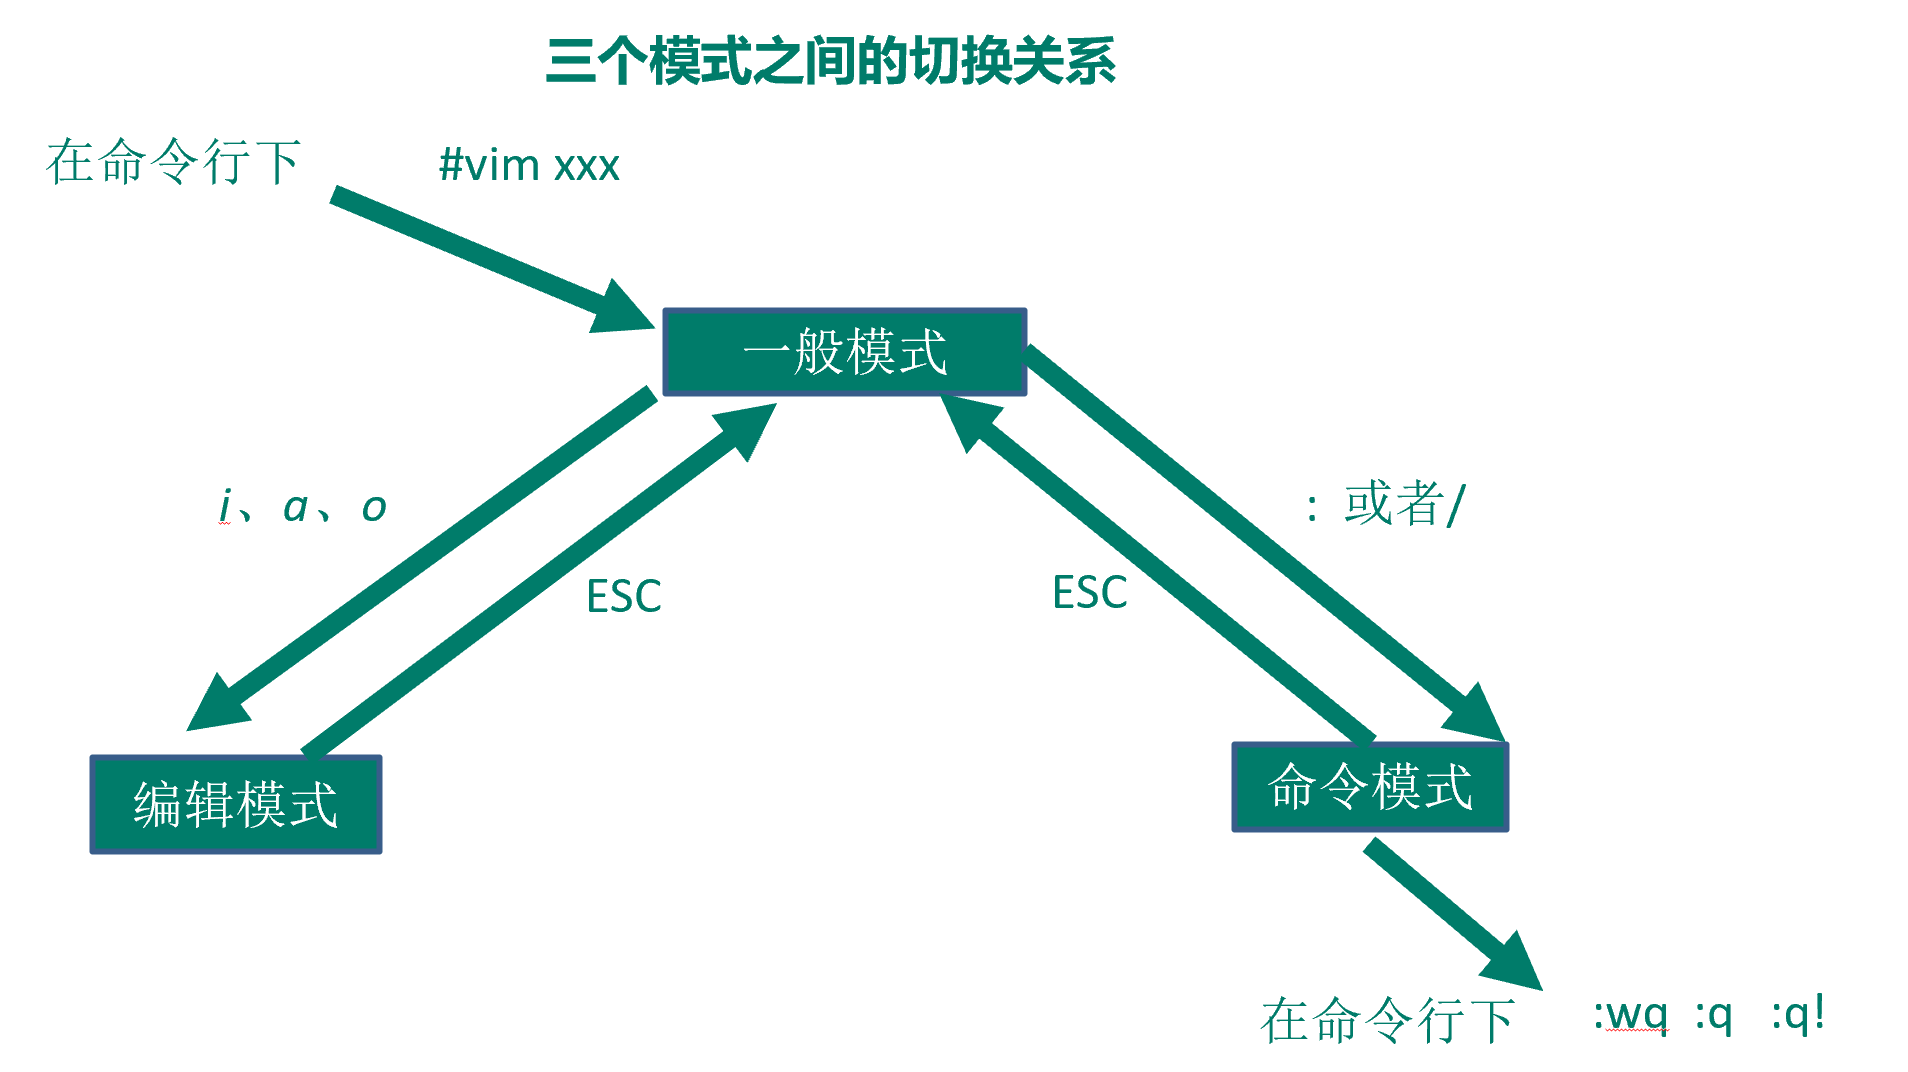 三个模式之间的切换关系
在命令行下 #vim xxx
一般模式
i、a、o
: 或者/
ESC
ESC
编辑模式
命令模式
在命令行下 :wq :q :q!